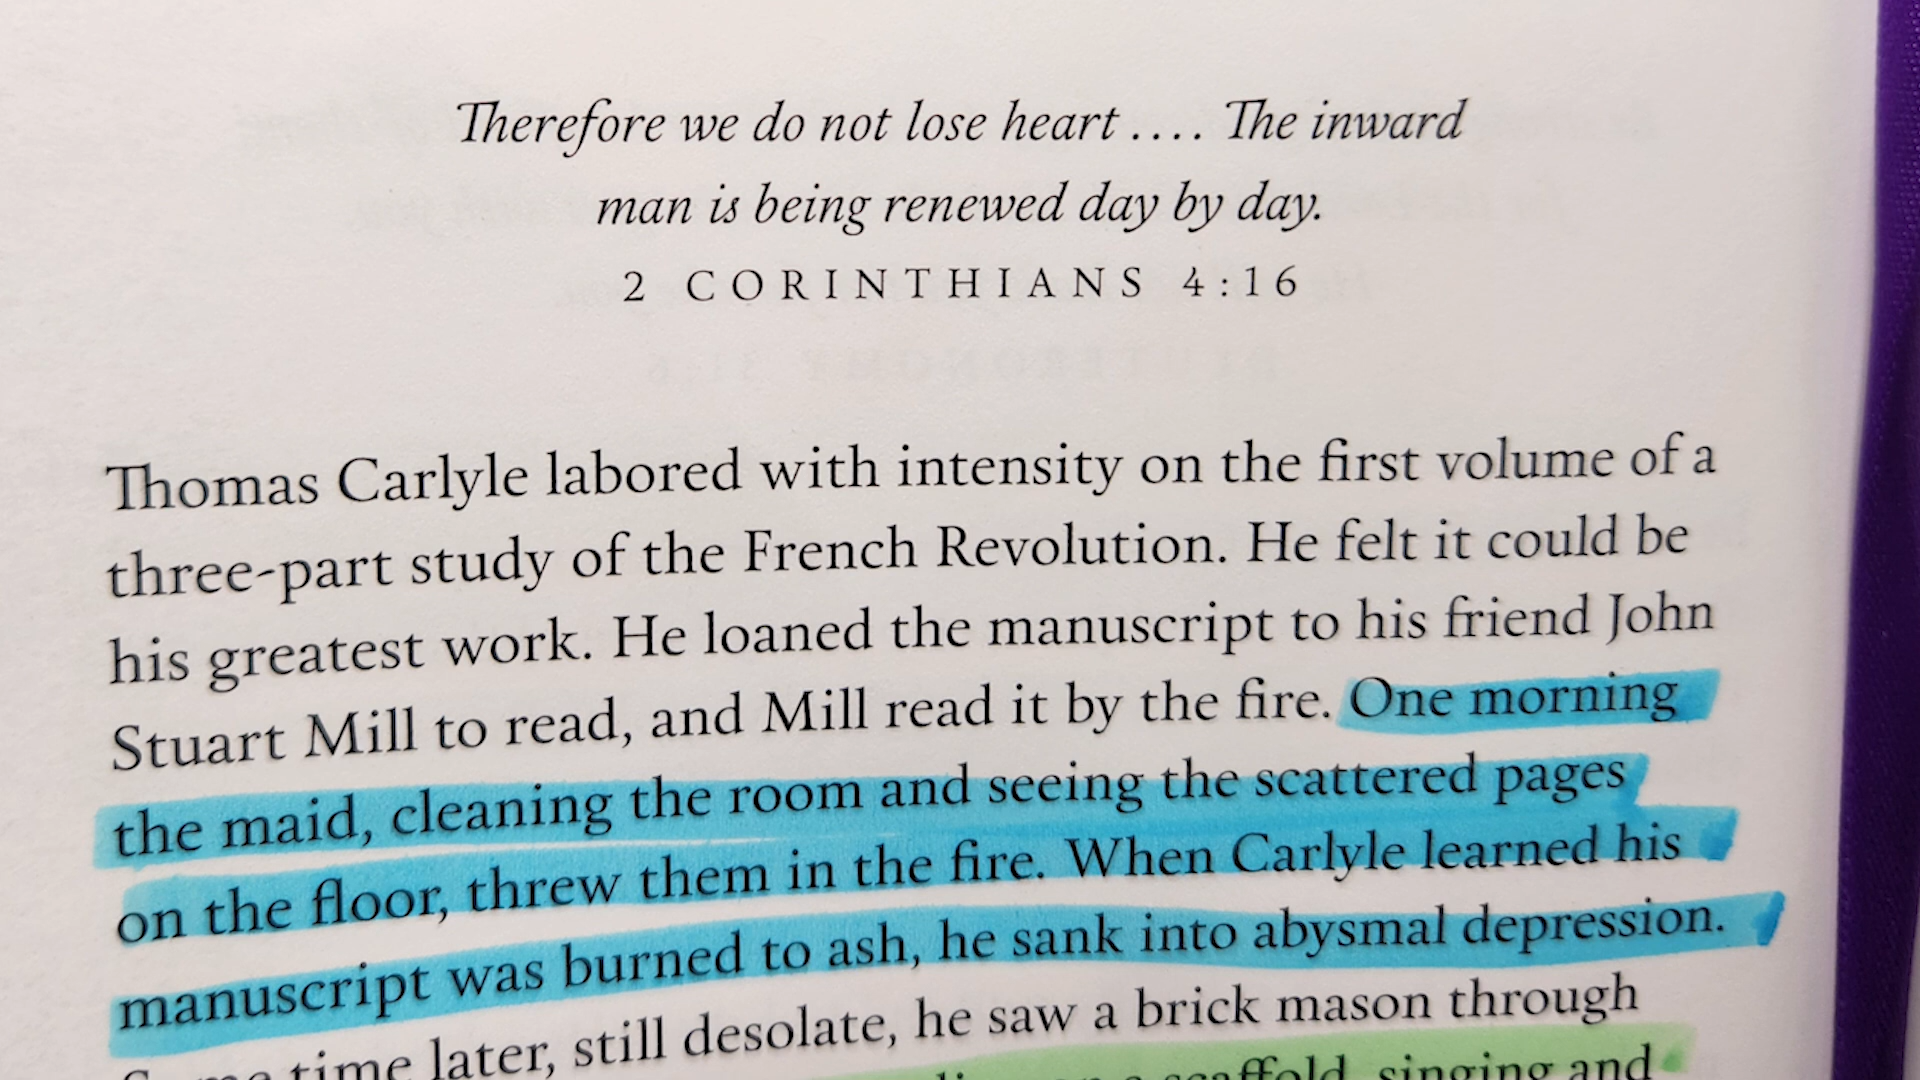 Therefore we do not lose heart .... The inward
man is being renewed day by day.
2 CORINTHIANS 4:16
Thomas Carlyle labored with intensity on the first volume of a
three-part study of the French Revolution. He felt it could be
his greatest work. He loaned the manuscript to his friend John
Stuart Mill to read, and Mill read it by the fire. One morning
the maid, cleaning the room and seeing the scattered pages
on the floor, threw them in the fire. When Carlyle learned his
manuscript was burned to ash, he sank into abysmal depression.
time later, still desolate, he saw a brick mason through
scaffold, singing and